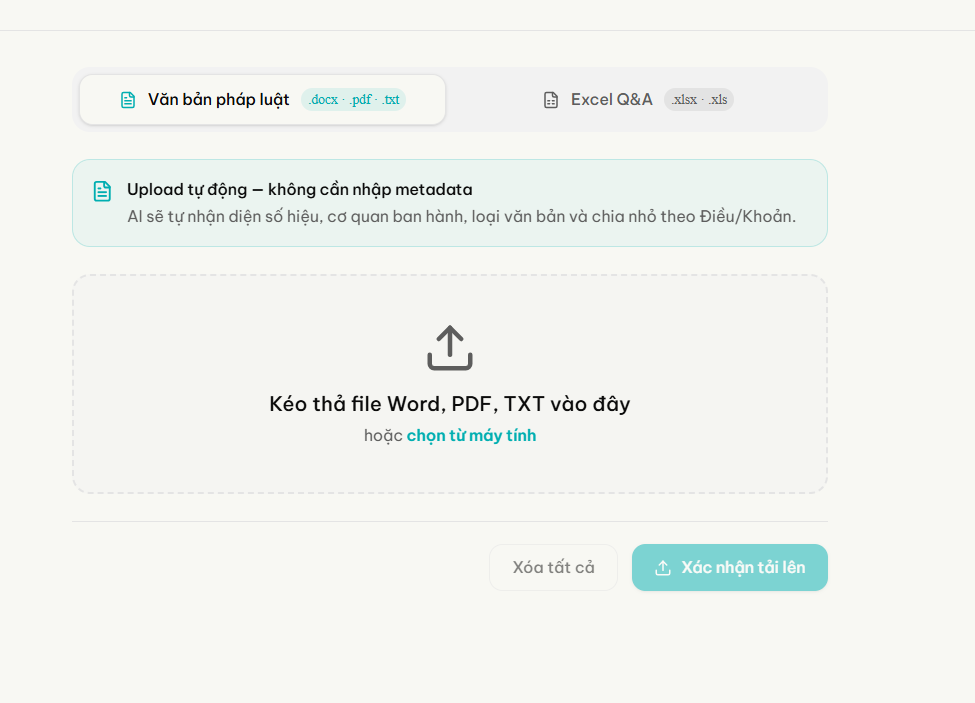 Văn bản pháp luật .docx · .pdf · .txt Excel Q&A .xlsx · .xls
Upload tự động — không cần nhập metadata
AI sẽ tự nhận diện số hiệu, cơ quan ban hành, loại văn bản và chia nhỏ theo Điều/Khoản.
Kéo thả file Word, PDF, TXT vào đây
hoặc chọn từ máy tính
Xóa tất cả Xác nhận tải lên